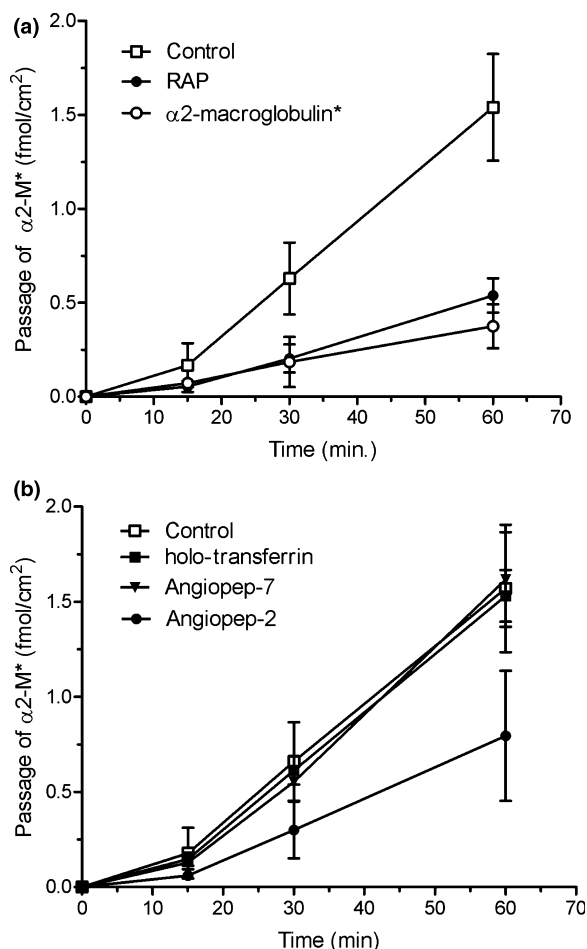 (a)
2.0
1.5
1.0
0.5
0.0
Passage of α2-M* (fmol/cm²)
Control
RAP
α2-macroglobulin*
0 10 20 30 40 50 60 70
Time (min.)
(b)
2.0
1.5
1.0
0.5
0.0
Passage of α2-M* (fmol/cm²)
Control
holo-transferrin
Angiopep-7
Angiopep-2
0 10 20 30 40 50 60 70
Time (min)